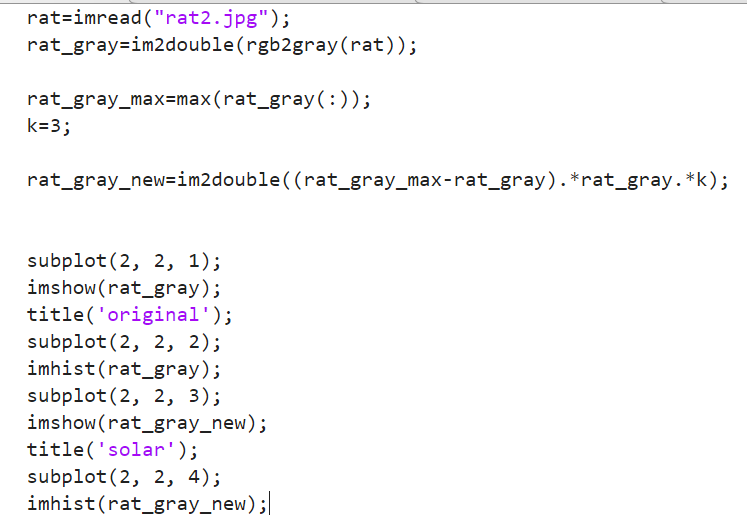 rat=imread("rat2.jpg");
rat_gray=im2double(rgb2gray(rat));
rat_gray_max=max(rat_gray(:));
k=3;
rat_gray_new=im2double((rat_gray_max-rat_gray).*rat_gray.*k);
subplot(2, 2, 1);
imshow(rat_gray);
title('original');
subplot(2, 2, 2);
imhist(rat_gray);
subplot(2, 2, 3);
imshow(rat_gray_new);
title('solar');
subplot(2, 2, 4);
imhist(rat_gray_new);